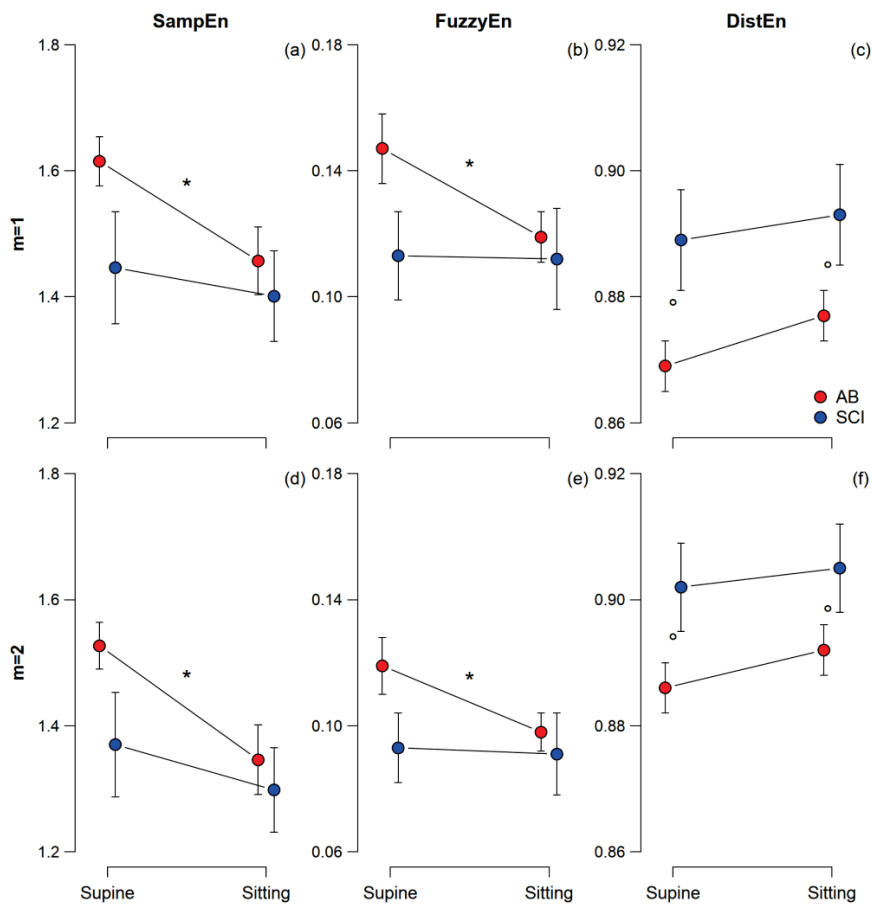 SampEn FuzzyEn DistEn
(a) (b) (c)
1.8 0.18 0.92
1.6 0.14 0.90
* *
m=1
1.4 0.10 0.88
AB
SCI
1.2 0.06 0.86
(d) (e) (f)
1.8 0.18 0.92
1.6 0.14 0.90
* *
m=2
1.4 0.10 0.88
1.2 0.06 0.86
Supine Sitting Supine Sitting Supine Sitting